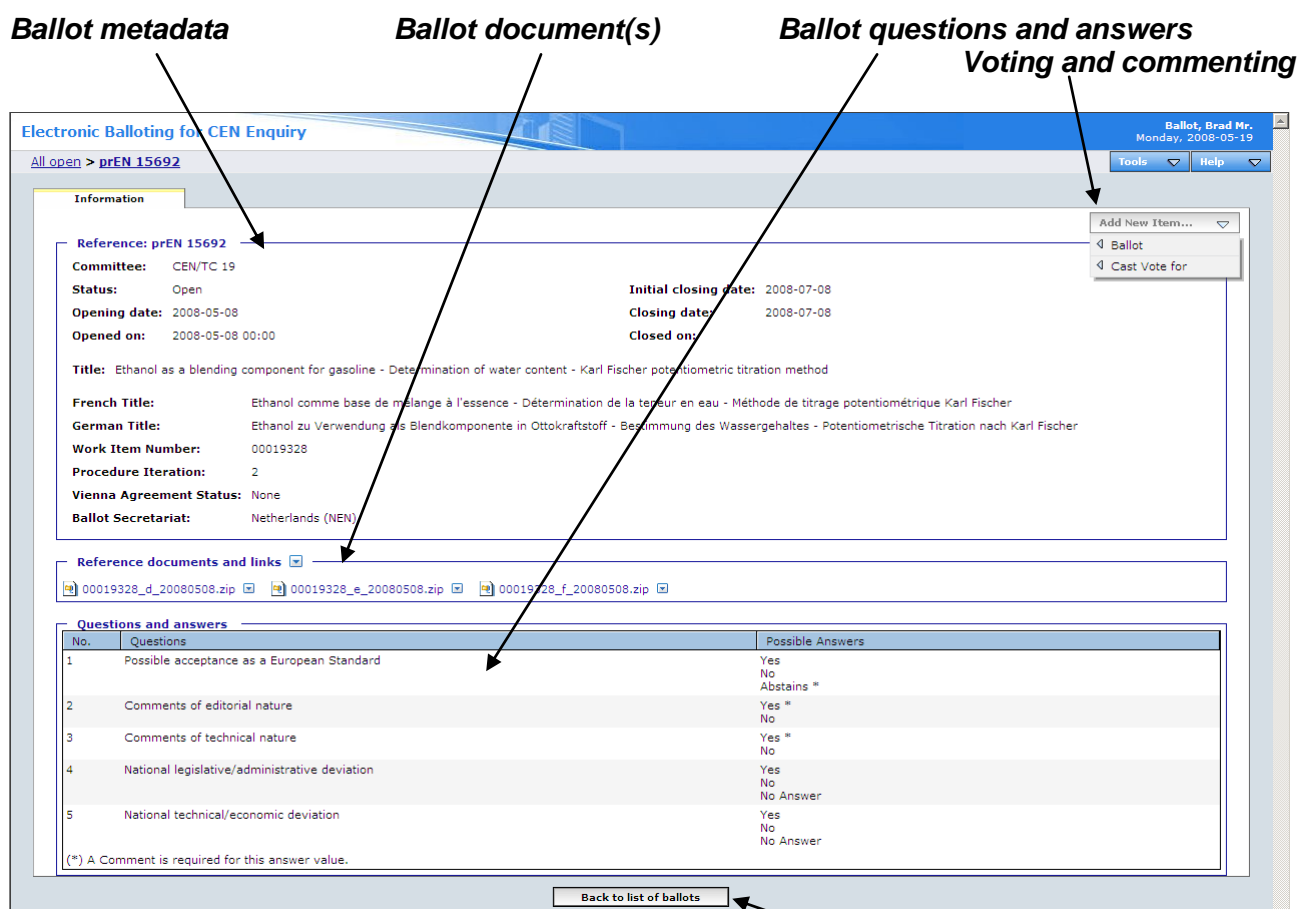 Ballot metadata Ballot document(s) Ballot questions and answers
Voting and commenting
Electronic Balloting for CEN Enquiry
Ballot, Brad Mr.
Monday, 2008-05-19
All open > prEN 15692
Tools Help
Information
Add New Item...
Ballot
Cast Vote for
Reference: prEN 15692
Committee: CEN/TC 19
Status: Open Initial closing date: 2008-07-08
Opening date: 2008-05-08 Closing date: 2008-07-08
Opened on: 2008-05-08 00:00 Closed on:
Title: Ethanol as a blending component for gasoline - Determination of water content - Karl Fischer potentiometric titration method
French Title: Ethanol comme base de mélange à l'essence - Détermination de la teneur en eau - Méthode de titrage potentiométrique Karl Fischer
German Title: Ethanol zu Verwendung als Blendkomponente in Ottokraftstoff - Bestimmung des Wassergehaltes - Potentiometrische Titration nach Karl Fischer
Work Item Number: 00019328
Procedure Iteration: 2
Vienna Agreement Status: None
Ballot Secretariat: Netherlands (NEN)
Reference documents and links
00019328_d_20080508.zip 00019328_e_20080508.zip 00019328_f_20080508.zip
Questions and answers
No. Questions Possible Answers
1 Possible acceptance as a European Standard Yes
No
Abstains *
2 Comments of editorial nature Yes *
No
3 Comments of technical nature Yes *
No
4 National legislative/administrative deviation Yes
No
No Answer
5 National technical/economic deviation Yes
No
No Answer
(*) A Comment is required for this answer value.
Back to list of ballots